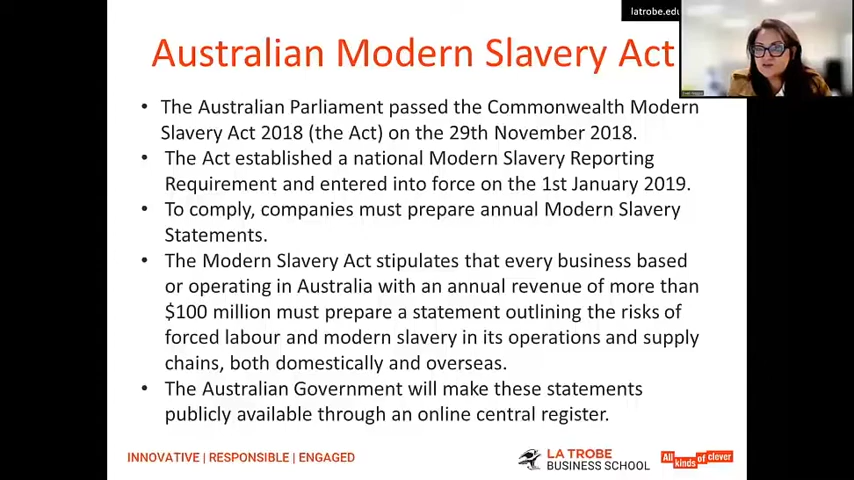 latrobe.edu
Australian Modern Slavery Act
• The Australian Parliament passed the Commonwealth Modern
Slavery Act 2018 (the Act) on the 29th November 2018.
• The Act established a national Modern Slavery Reporting
Requirement and entered into force on the 1st January 2019.
• To comply, companies must prepare annual Modern Slavery
Statements.
• The Modern Slavery Act stipulates that every business based
or operating in Australia with an annual revenue of more than
$100 million must prepare a statement outlining the risks of
forced labour and modern slavery in its operations and supply
chains, both domestically and overseas.
• The Australian Government will make these statements
publicly available through an online central register.
INNOVATIVE | RESPONSIBLE | ENGAGED
LA TROBE
BUSINESS SCHOOL
All kinds of clever